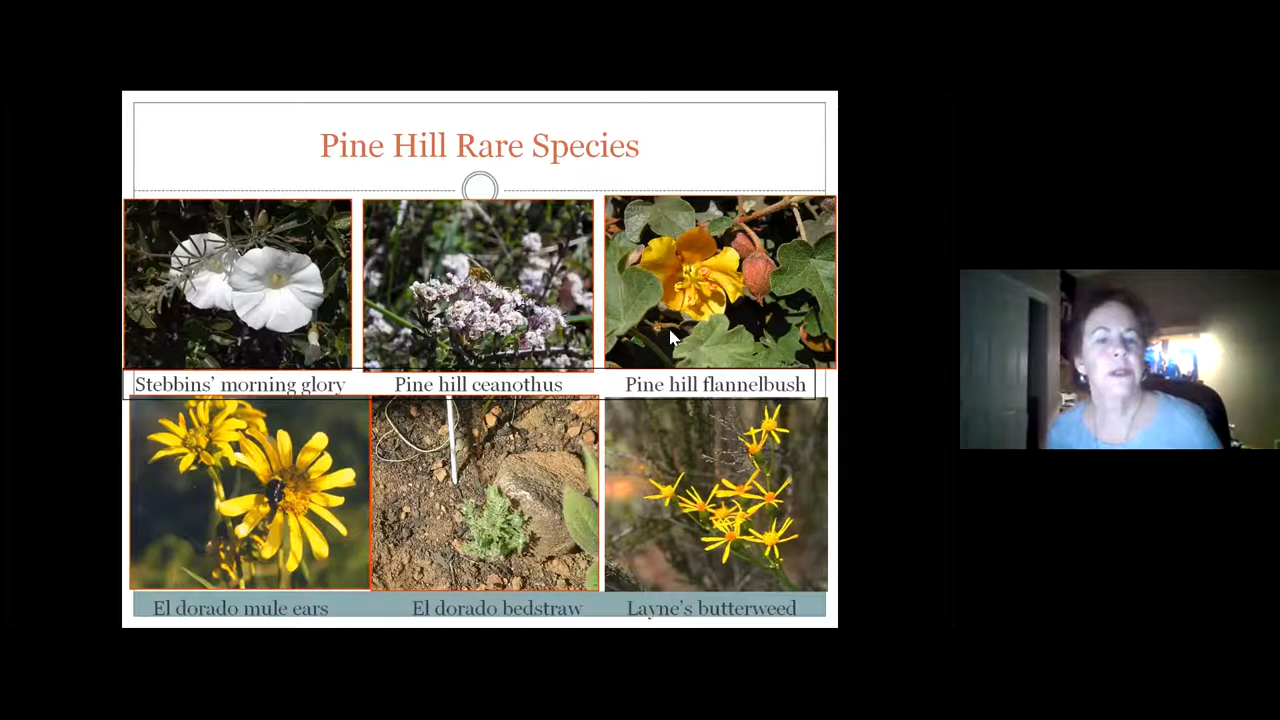 Pine Hill Rare Species
Stebbins' morning glory
Pine hill ceanothus
Pine hill flannelbush
El dorado mule ears
El dorado bedstraw
Layne's butterweed